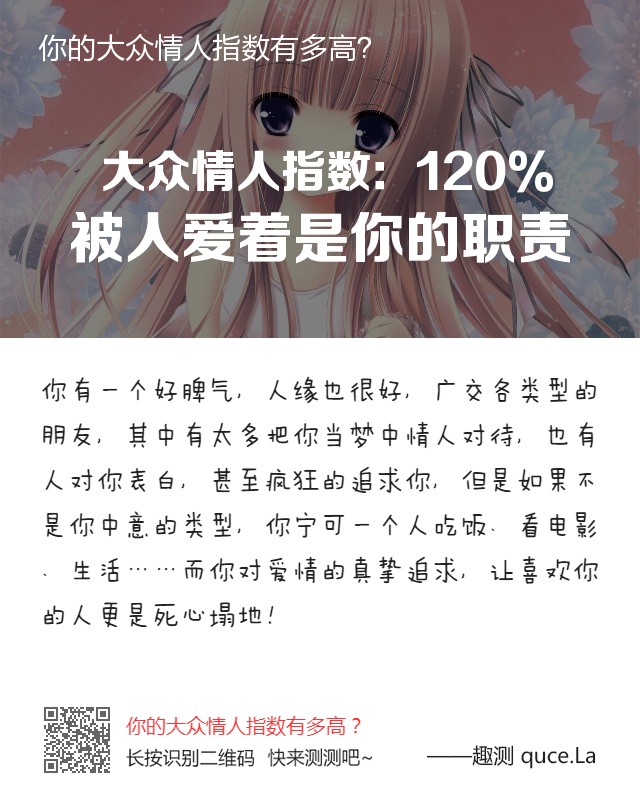 你的大众情人指数有多高？
大众情人指数：120%
被人爱着是你的职责
你有一个好脾气，人缘也很好，广交各类型的
朋友，其中有太多把你当梦中情人对待，也有
人对你表白，甚至疯狂的追求你，但是如果不
是你中意的类型，你宁可一个人吃饭、看电影
、生活……而你对爱情的真挚追求，让喜欢你
的人更是死心塌地！
你的大众情人指数有多高？
长按识别二维码 快来测测吧~
——趣测 quce.La